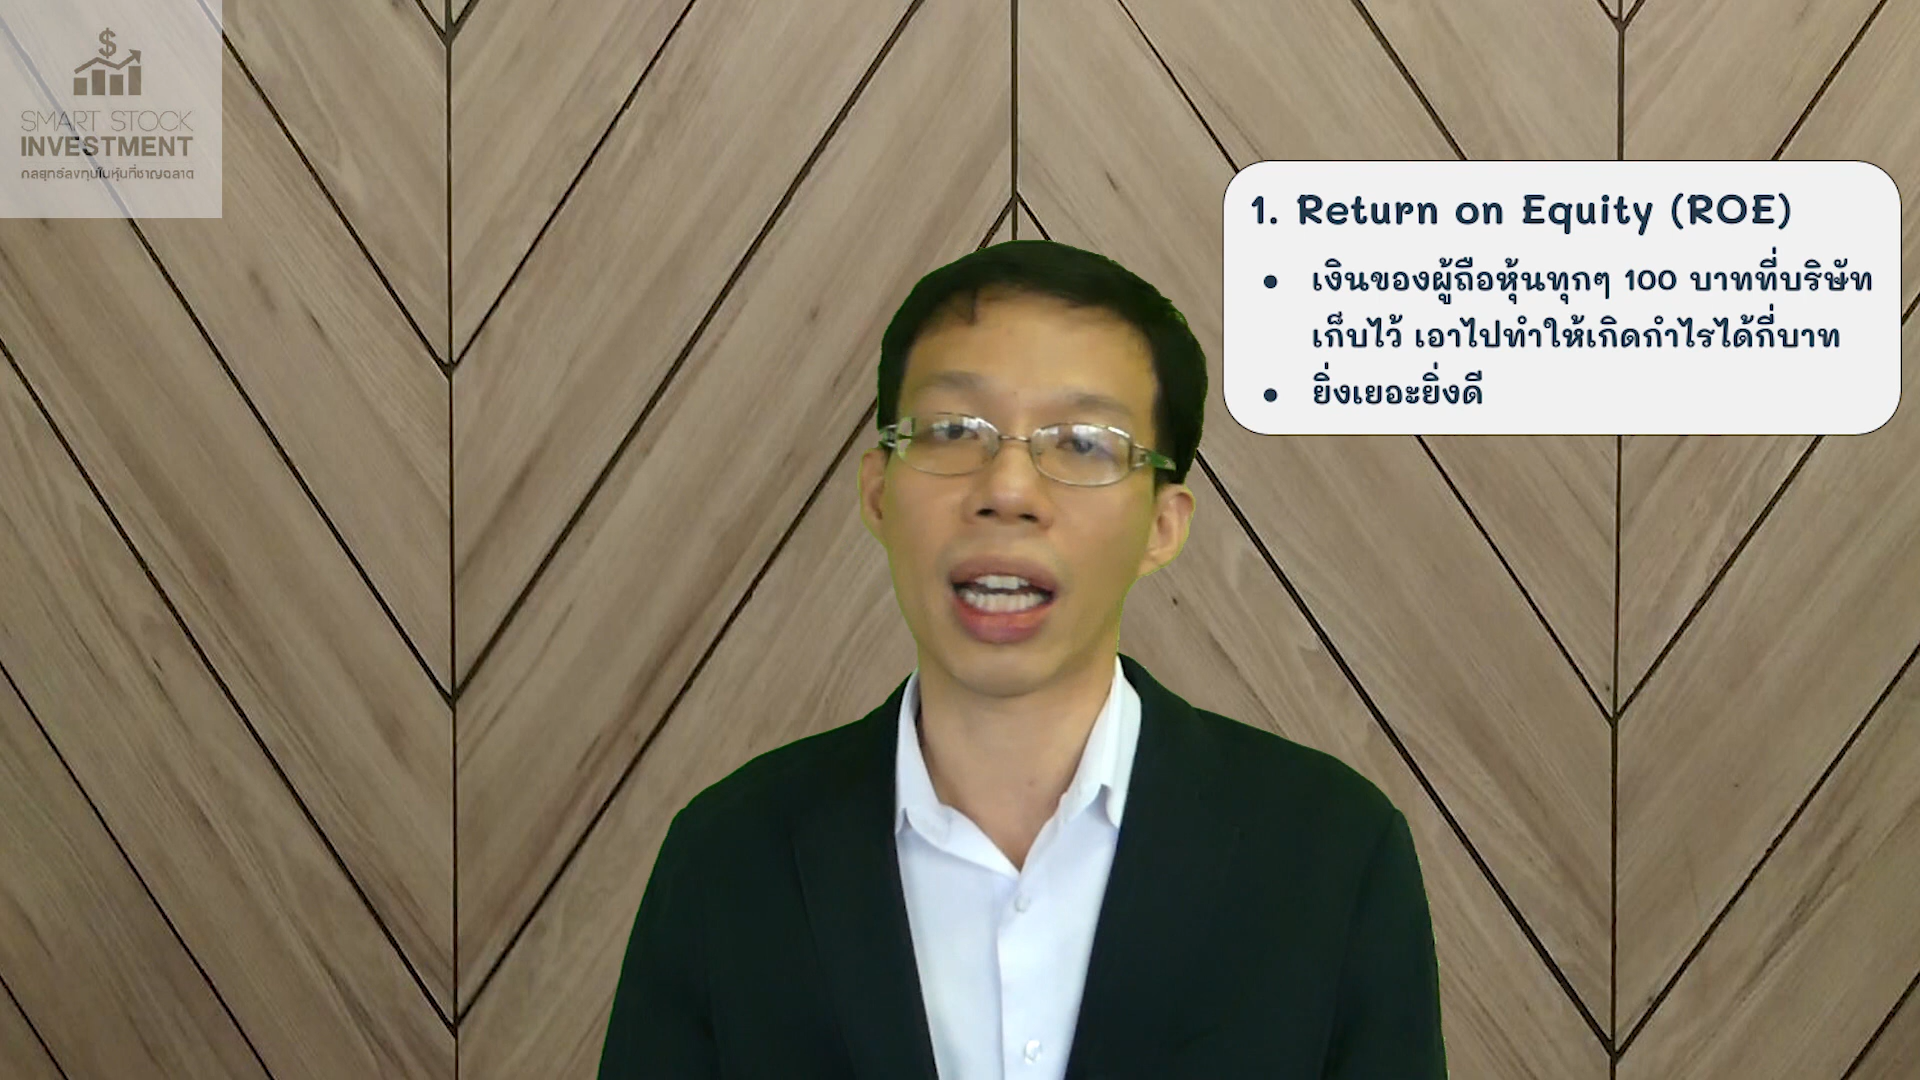 $
SMART STOCK
INVESTMENT
กลยุทธ์ลงทุนในหุ้นที่ชาญฉลาด
1. Return on Equity (ROE)
● เงินของผู้ถือหุ้นทุกๆ 100 บาทที่บริษัท
เก็บไว้ เอาไปทำให้เกิดกำไรได้กี่บาท
● ยิ่งเยอะยิ่งดี